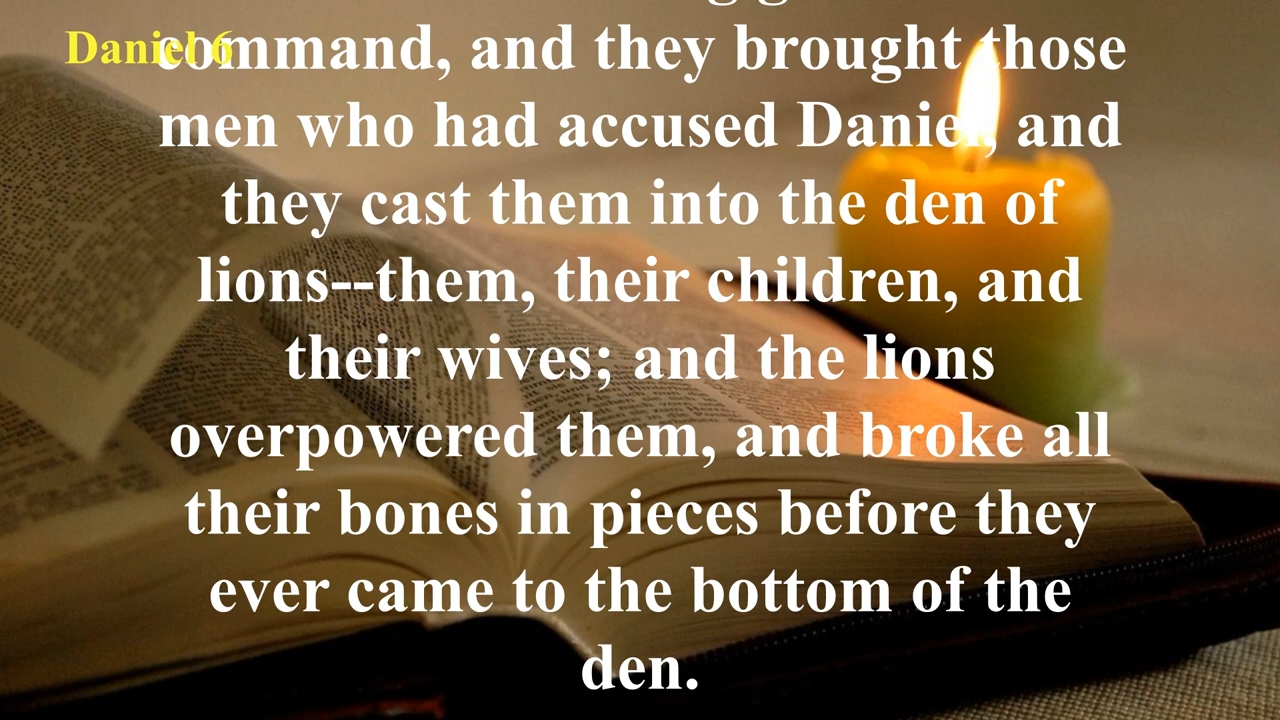 Daniel 6
command, and they brought those
men who had accused Daniel, and
they cast them into the den of
lions--them, their children, and
their wives; and the lions
overpowered them, and broke all
their bones in pieces before they
ever came to the bottom of the
den.